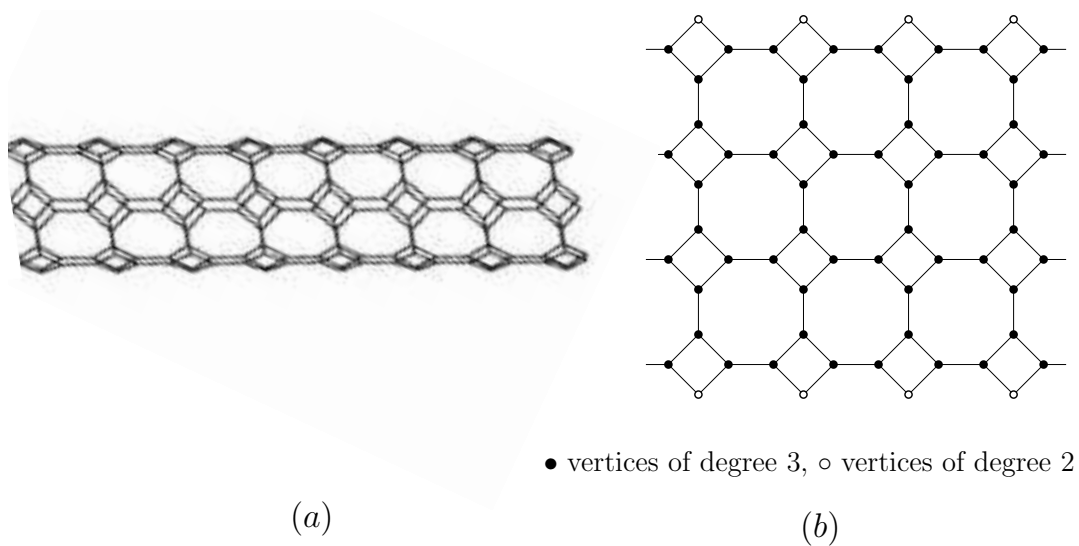 ● vertices of degree 3, ○ vertices of degree 2
(a)
(b)